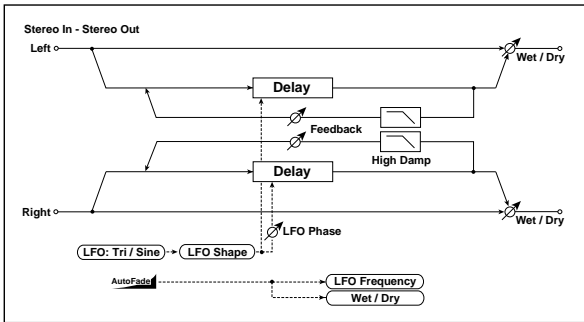 Stereo In - Stereo Out
Left
Wet / Dry
Delay
Feedback
High Damp
Delay
Right
Wet / Dry
LFO Phase
LFO: Tri / Sine
LFO Shape
AutoFade
LFO Frequency
Wet / Dry